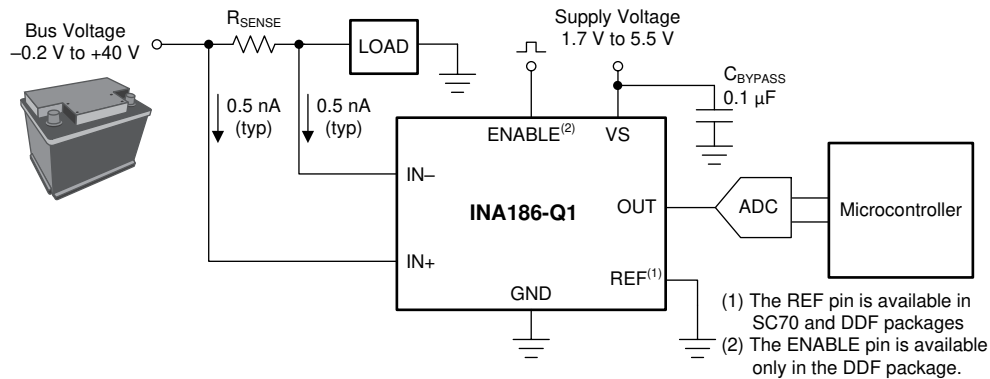 Bus Voltage
–0.2 V to +40 V
RSENSE
LOAD
Supply Voltage
1.7 V to 5.5 V
CBYPASS
0.1 µF
0.5 nA
(typ)
0.5 nA
(typ)
ENABLE(2)
VS
IN–
INA186-Q1
OUT
ADC
Microcontroller
IN+
REF(1)
GND
(1) The REF pin is available in
SC70 and DDF packages
(2) The ENABLE pin is available
only in the DDF package.